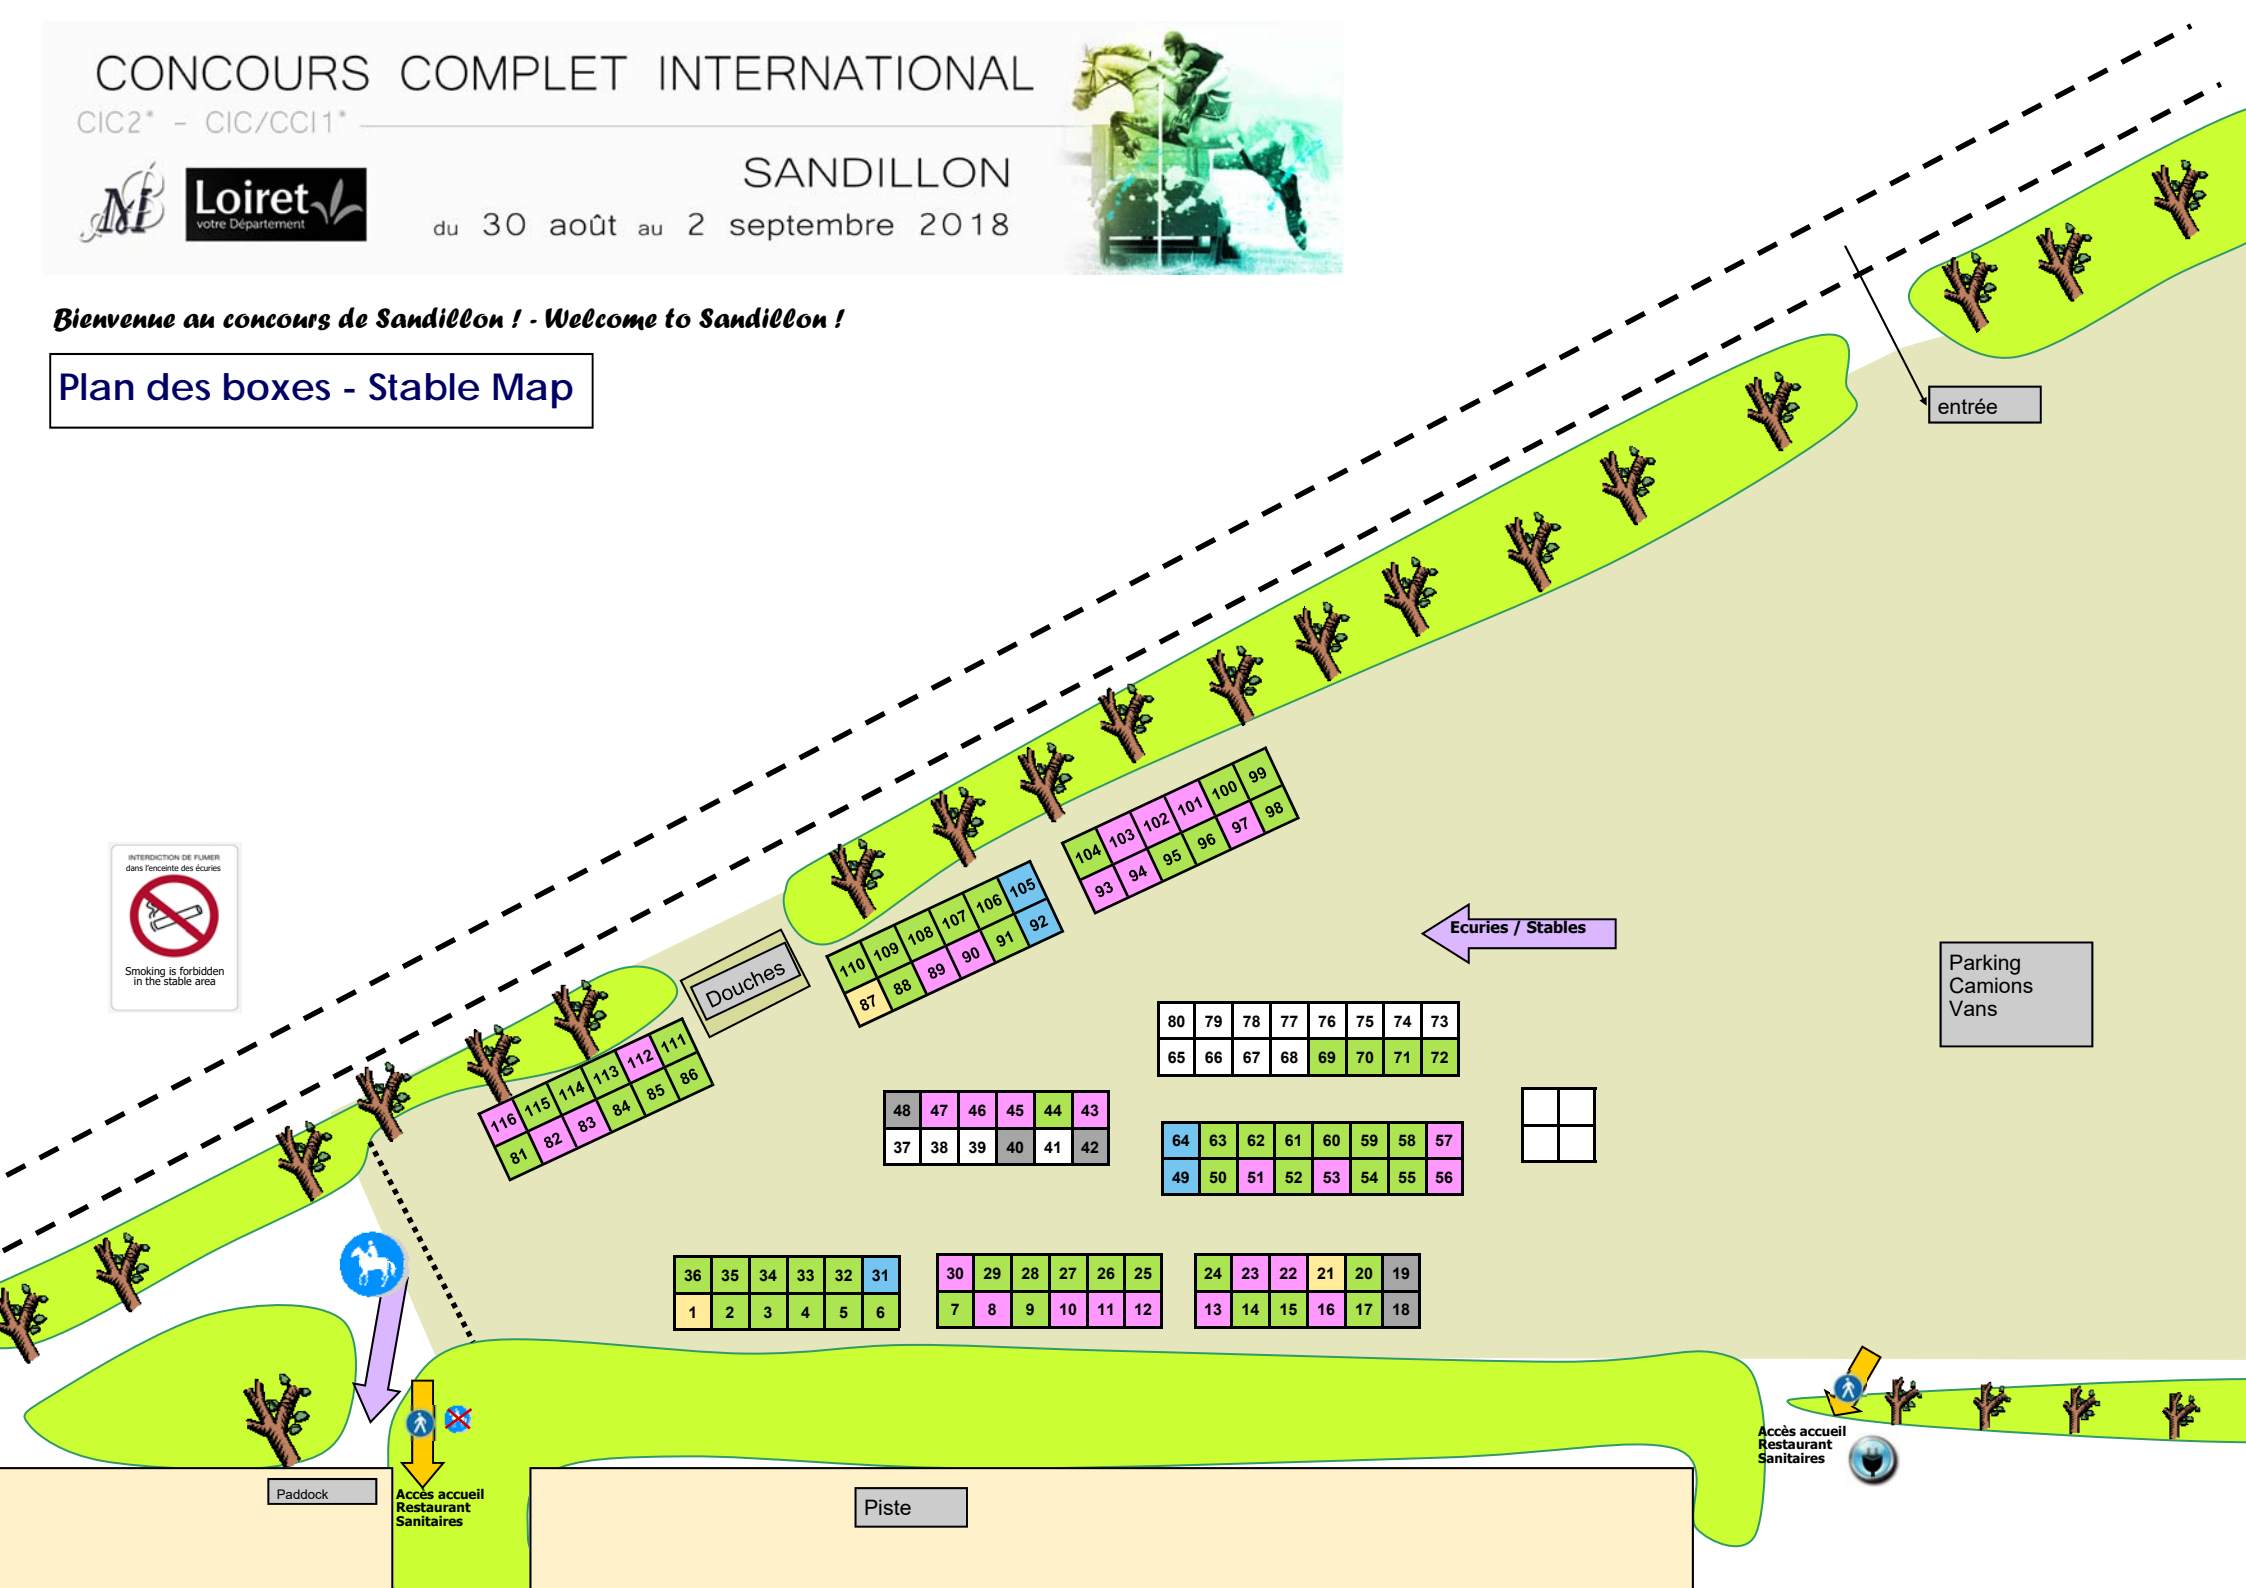 CONCOURS COMPLET INTERNATIONAL
CIC2* - CIC/CCI1*
SANDILLON
Loiret
votre Département
du 30 août au 2 septembre 2018
Bienvenue au concours de Sandillon ! - Welcome to Sandillon !
Plan des boxes - Stable Map
entrée
INTERDICTION DE FUMER
dans l'enceinte des écuries
Smoking is forbidden
in the stable area
104 103 102 101 100 99
93 94 95 96 97 98
110 109 108 107 106 105
87 88 89 90 91 92
Douches
116 115 114 113 112 111
81 82 83 84 85 86
Ecuries / Stables
Parking
Camions
Vans
80 79 78 77 76 75 74 73
65 66 67 68 69 70 71 72
48 47 46 45 44 43
37 38 39 40 41 42
64 63 62 61 60 59 58 57
49 50 51 52 53 54 55 56
36 35 34 33 32 31
1 2 3 4 5 6
30 29 28 27 26 25
7 8 9 10 11 12
24 23 22 21 20 19
13 14 15 16 17 18
Accès accueil
Restaurant
Sanitaires
Paddock
Accès accueil
Restaurant
Sanitaires
Piste